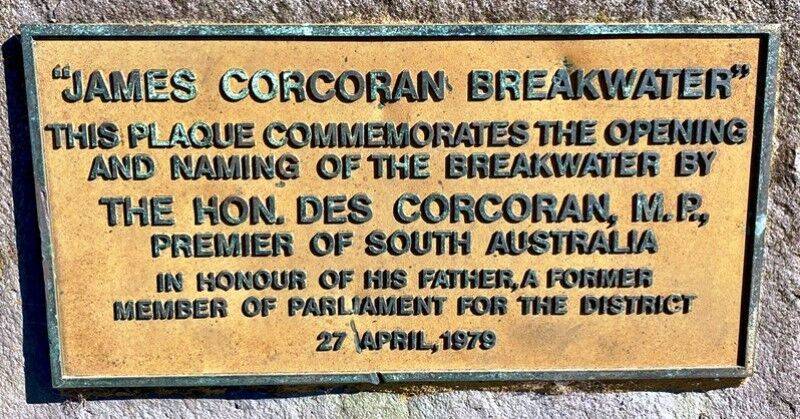 “JAMES CORCORAN BREAKWATER”
THIS PLAQUE COMMEMORATES THE OPENING
AND NAMING OF THE BREAKWATER BY
THE HON. DES CORCORAN, M.P.,
PREMIER OF SOUTH AUSTRALIA
IN HONOUR OF HIS FATHER, A FORMER
MEMBER OF PARLIAMENT FOR THE DISTRICT
27 APRIL, 1979